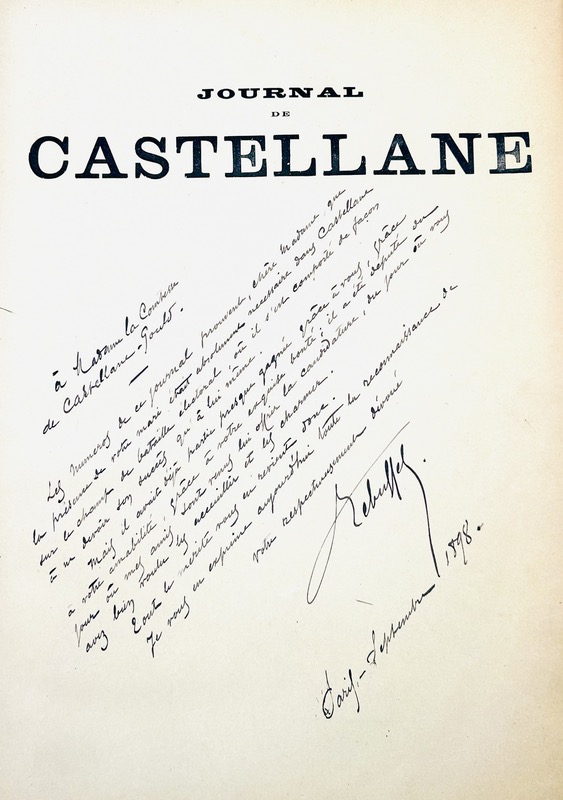 JOURNAL
DE
CASTELLANE
à Madame la Comtesse
de Castellane-Gould.
Les numéros de ce journal prouvent, chère Madame, que
la présence de votre mari était absolument nécessaire dans Castellane
sur le champ de bataille électoral où il s'est comporté de façon
à ne devoir son succès qu'à lui même.
Mais il avait déjà partie presque gagnée grâce à vous, grâce
à votre amabilité, grâce à votre exquise bonté; il a été député du
jour où mes amis sont venus lui offrir la candidature, du jour où vous
avez bien voulu les accueillir et les charmer.
Tout le mérite vous en revient donc.
Je vous en exprime aujourd'hui toute la reconnaissance de
votre respectueusement dévoué
Rebuffel
Paris, - Septembre 1898.